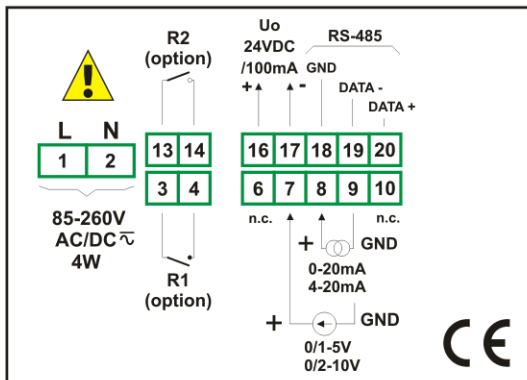 R2
(option)
Uo
24VDC
/100mA
+ -
RS-485
GND
DATA -
DATA +
L N
1 2
13 14
3 4
16 17 18 19 20
6 7 8 9 10
n.c. n.c.
85-260V
AC/DC
4W
R1
(option)
+ GND
0-20mA
4-20mA
+ GND
0/1-5V
0/2-10V
CE